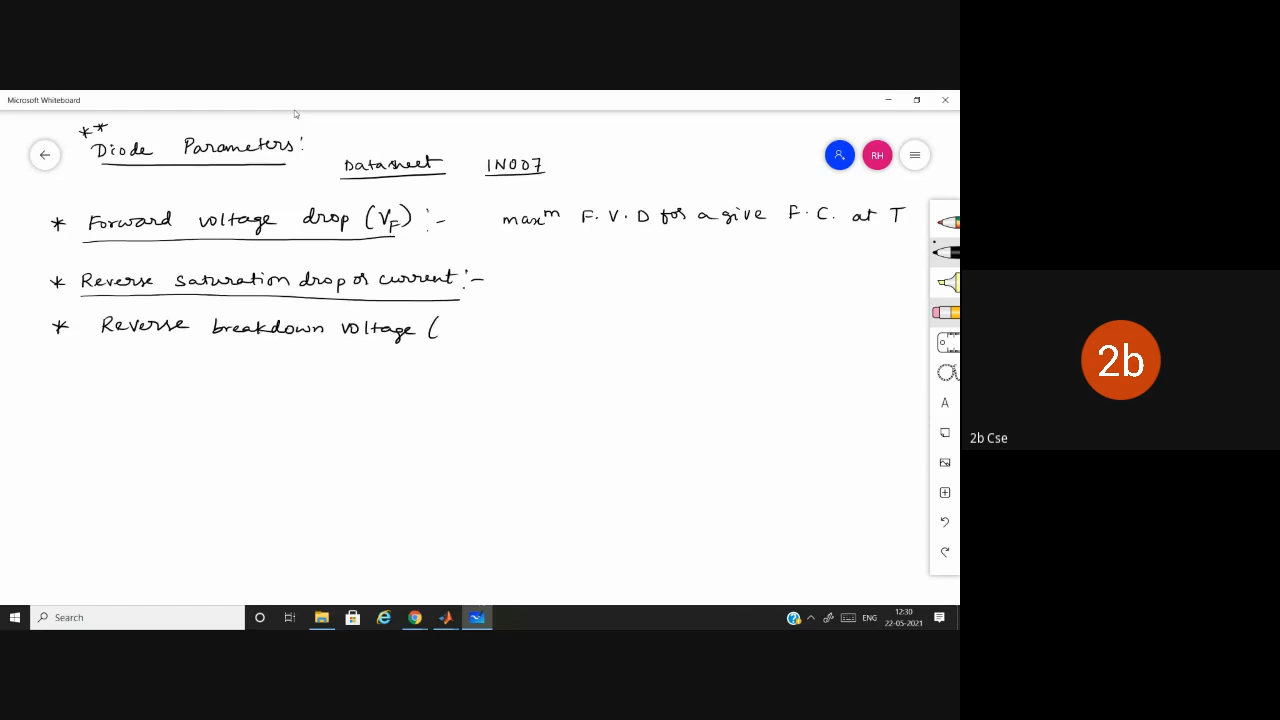 Microsoft Whiteboard
** Diode Parameters:
Datasheet 1N007
RH
* Forward voltage drop (VF) :- maxm F.V.D for a give F.C. at T
* Reverse saturation drop or current :-
* Reverse breakdown voltage (
A
2b
2b Cse
Search
ENG
12:30
22-05-2021